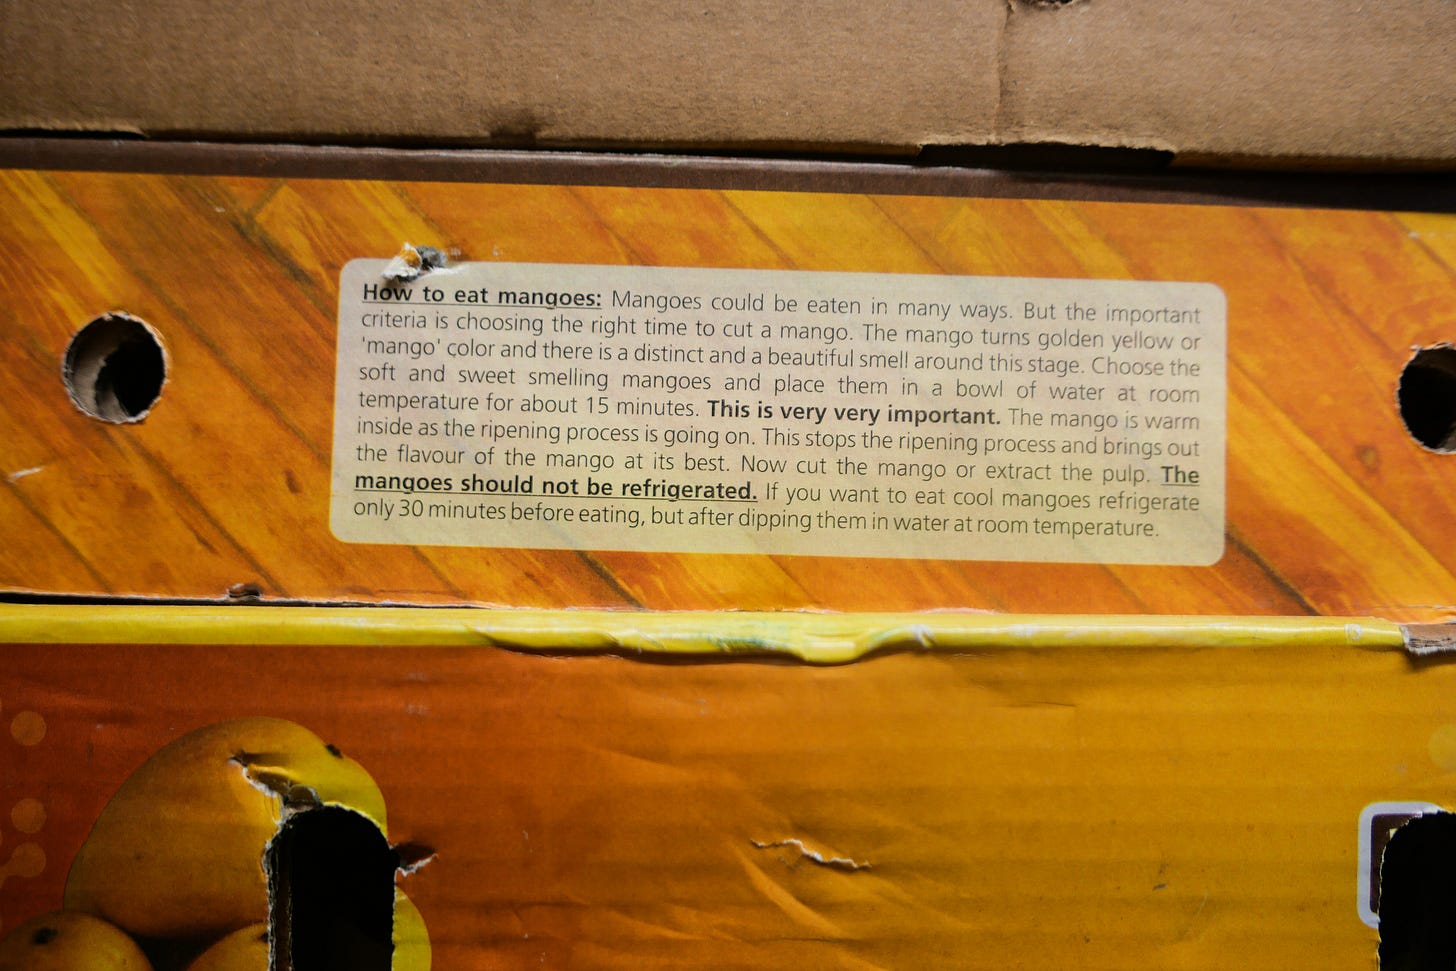 How to eat mangoes: Mangoes could be eaten in many ways. But the important
criteria is choosing the right time to cut a mango. The mango turns golden yellow or
'mango' color and there is a distinct and a beautiful smell around this stage. Choose the
soft and sweet smelling mangoes and place them in a bowl of water at room
temperature for about 15 minutes. This is very very important. The mango is warm
inside as the ripening process is going on. This stops the ripening process and brings out
the flavour of the mango at its best. Now cut the mango or extract the pulp. The
mangoes should not be refrigerated. If you want to eat cool mangoes refrigerate
only 30 minutes before eating, but after dipping them in water at room temperature.